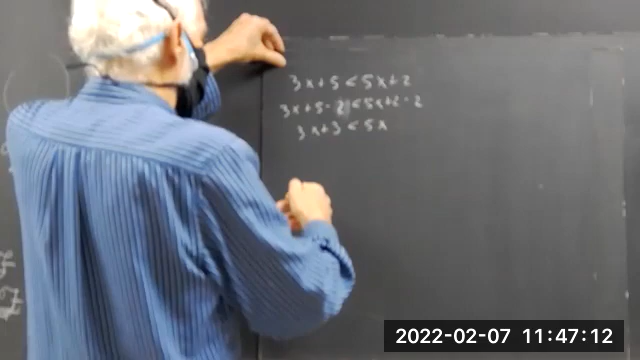 3x+5 < 5x+2
3x+5-2 < 5x+2-2
3x+3 < 5x
2022-02-07 11:47:12